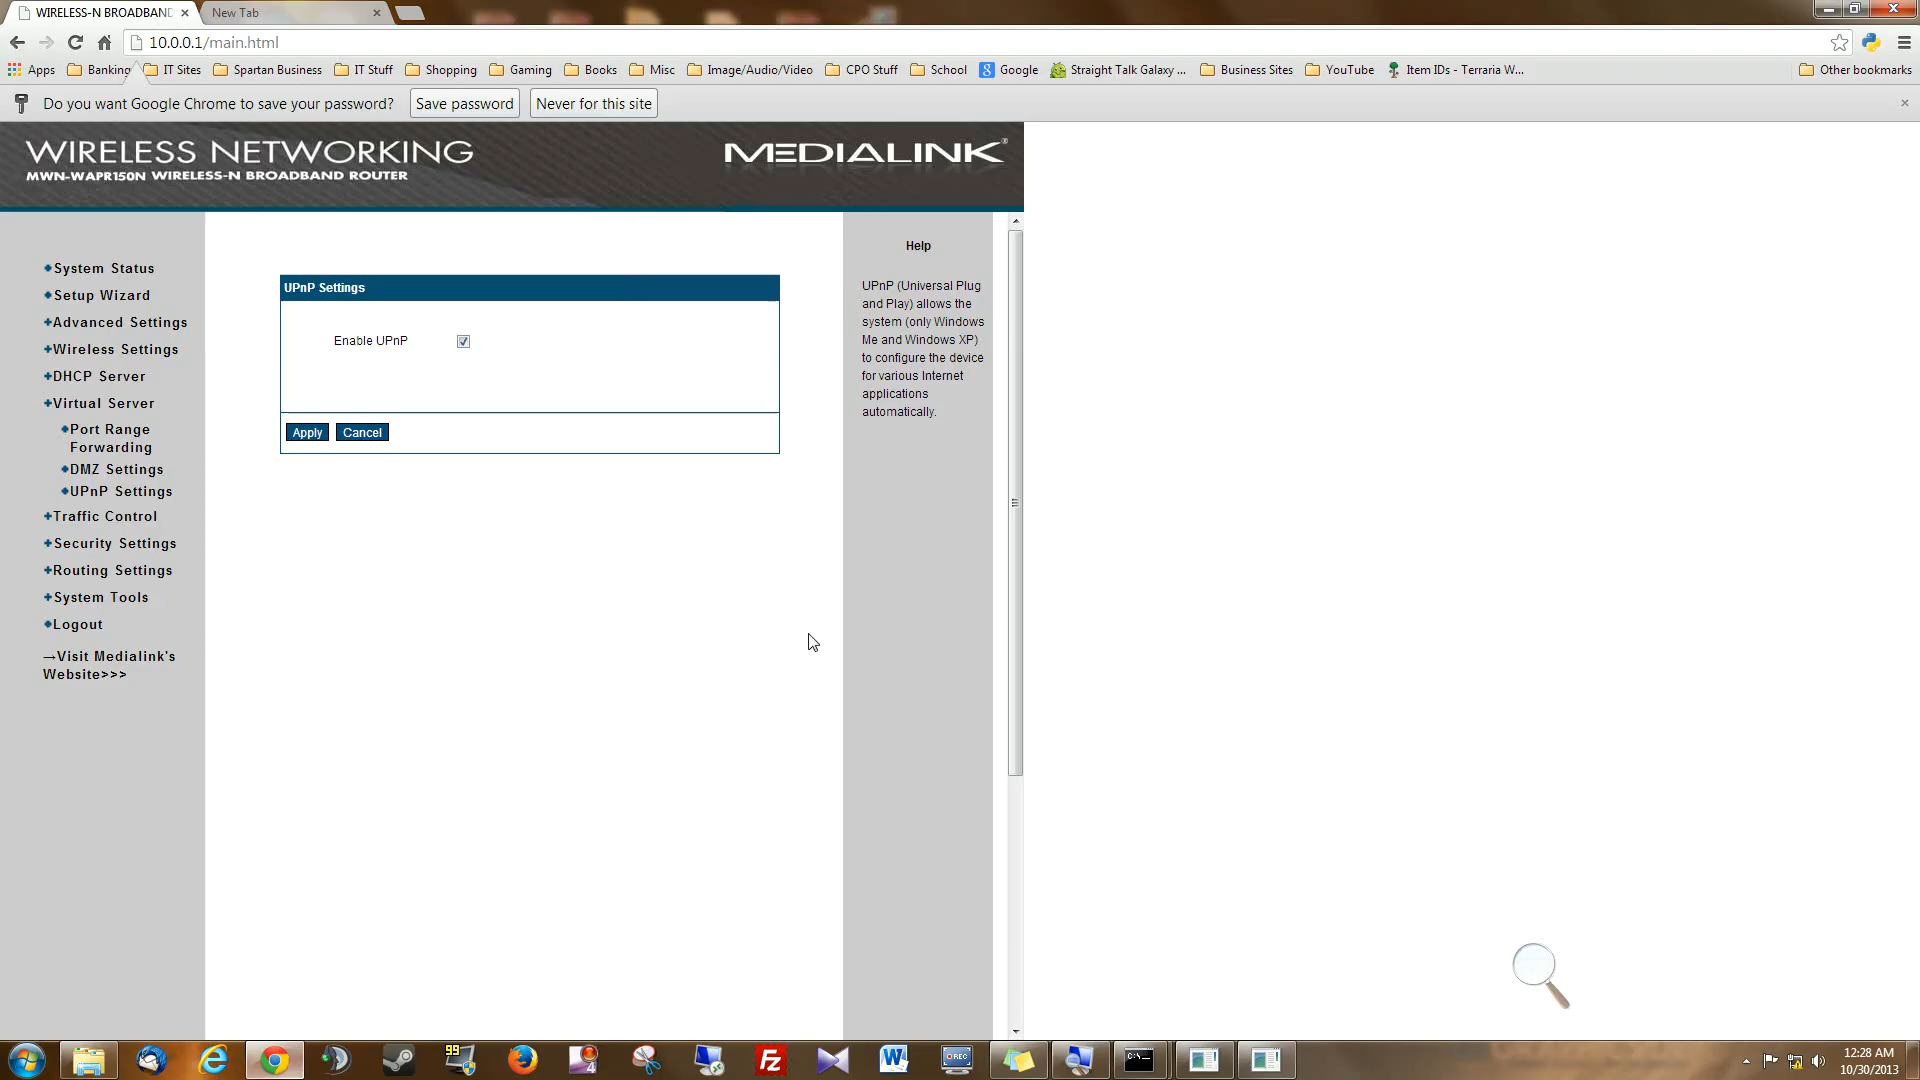 WIRELESS-N BROADBAND
New Tab
10.0.0.1/main.html
Apps Banking IT Sites Spartan Business IT Stuff Shopping Gaming Books Misc Image/Audio/Video CPO Stuff School Google Straight Talk Galaxy ... Business Sites YouTube Item IDs - Terraria W... Other bookmarks
Do you want Google Chrome to save your password? Save password Never for this site
WIRELESS NETWORKING
MWN-WAPR150N WIRELESS-N BROADBAND ROUTER
MEDIALINK®
System Status
Setup Wizard
Advanced Settings
Wireless Settings
DHCP Server
Virtual Server
Port Range
Forwarding
DMZ Settings
UPnP Settings
Traffic Control
Security Settings
Routing Settings
System Tools
Logout
→Visit Medialink's
Website>>>
UPnP Settings
Enable UPnP
Apply Cancel
Help
UPnP (Universal Plug
and Play) allows the
system (only Windows
Me and Windows XP)
to configure the device
for various Internet
applications
automatically.
99
4
FZ
W
REC
C:\
12:28 AM
10/30/2013